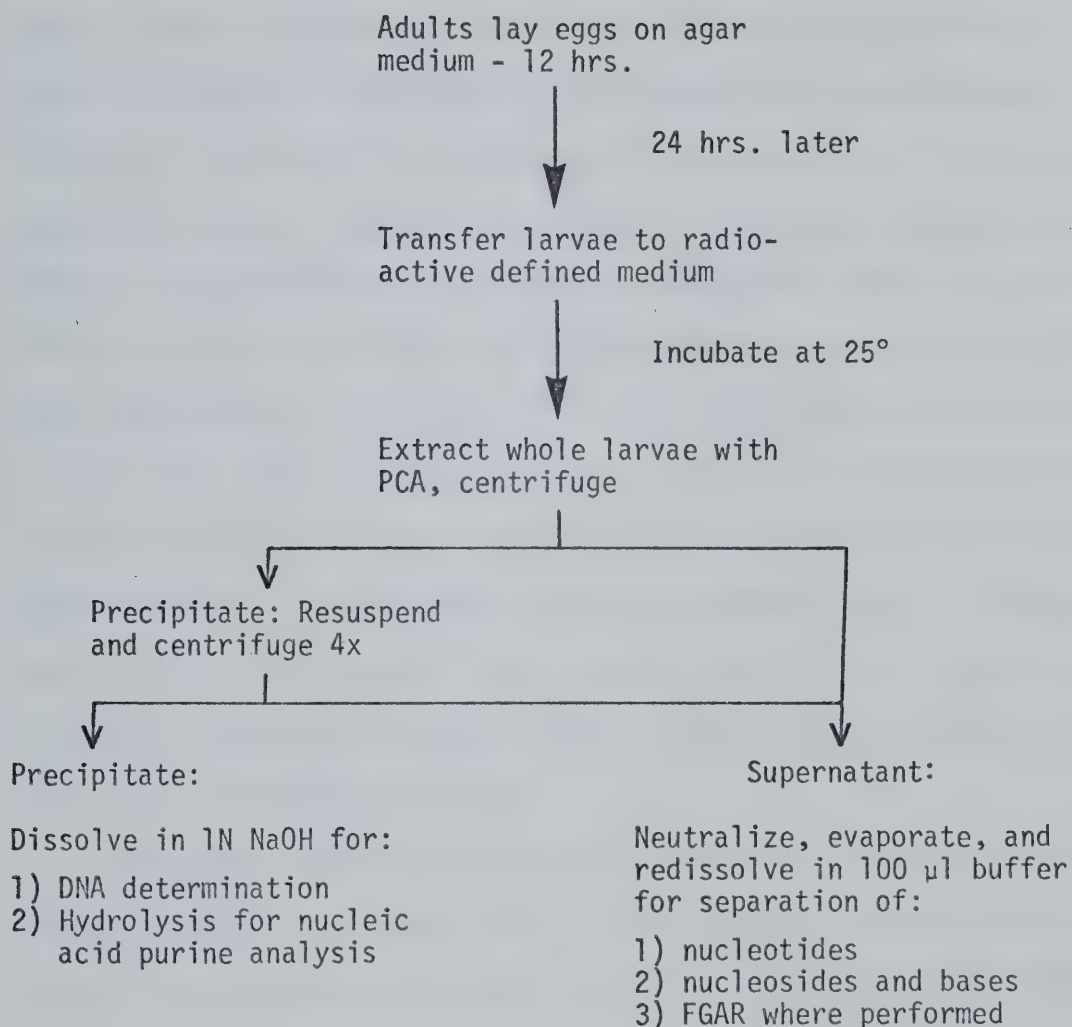 Adults lay eggs on agar
medium - 12 hrs.
24 hrs. later
Transfer larvae to radio-
active defined medium
Incubate at 25°
Extract whole larvae with
PCA, centrifuge
Precipitate: Resuspend
and centrifuge 4x
Precipitate:
Dissolve in 1N NaOH for:
1) DNA determination
2) Hydrolysis for nucleic
acid purine analysis
Supernatant:
Neutralize, evaporate, and
redissolve in 100 µl buffer
for separation of:
1) nucleotides
2) nucleosides and bases
3) FGAR where performed